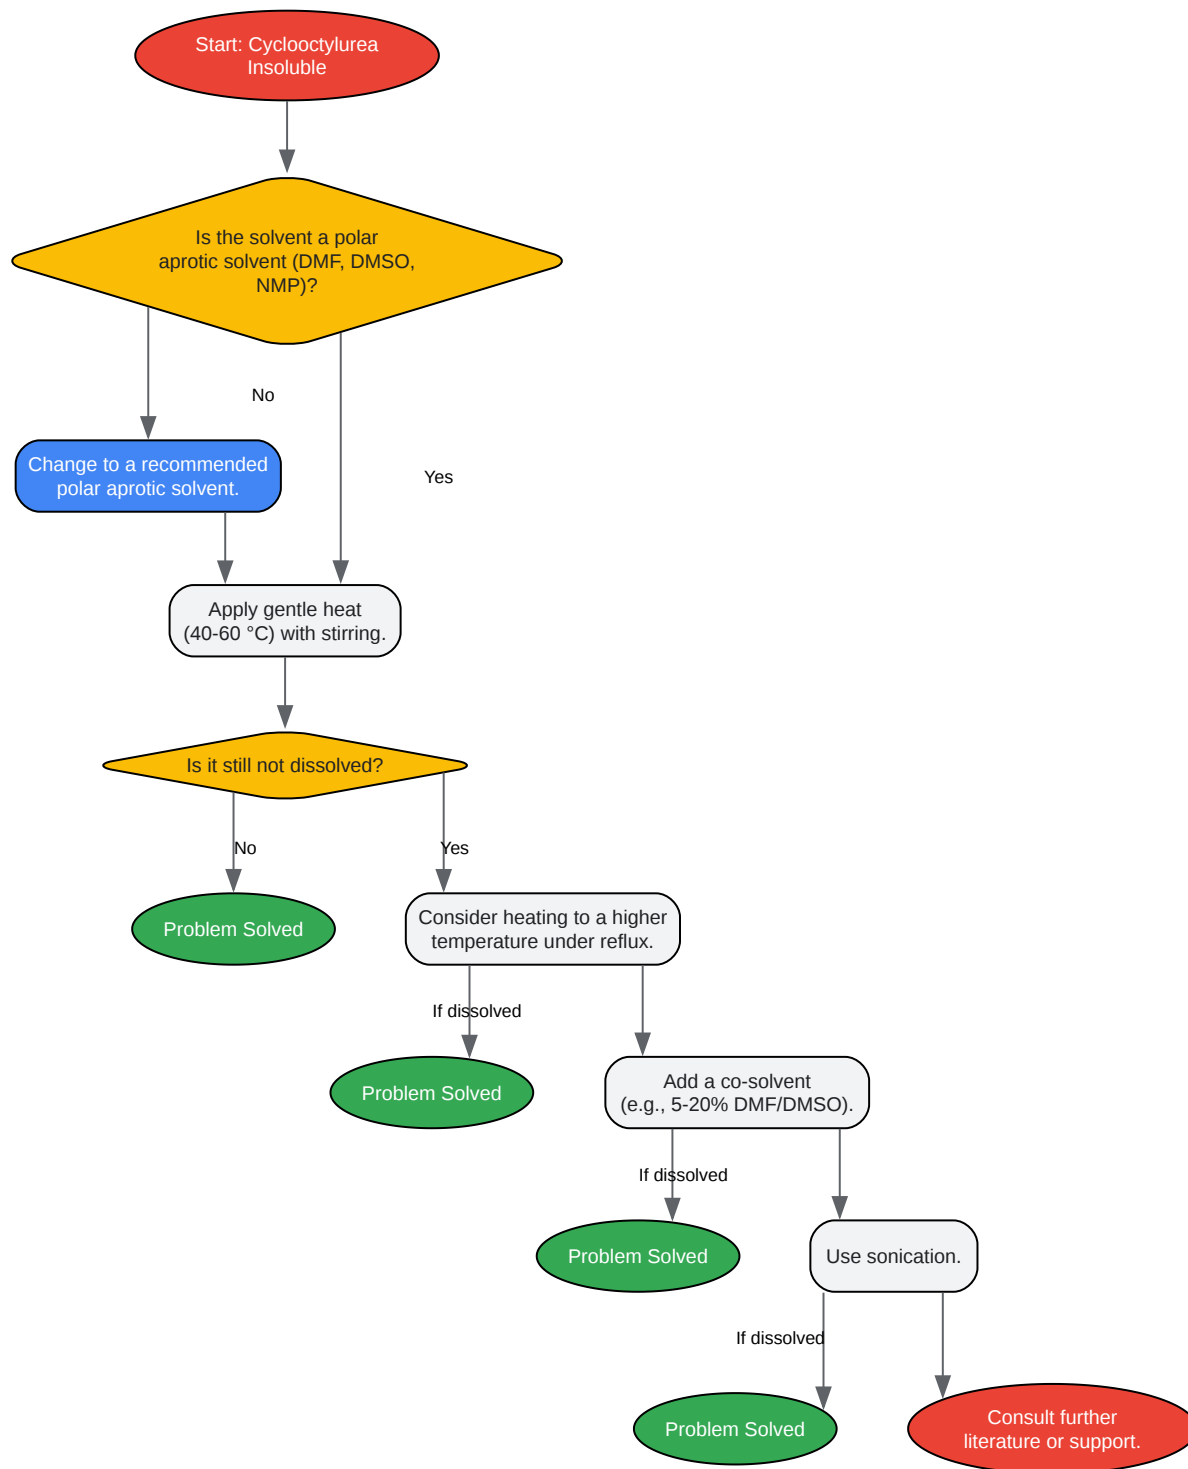 Start: Cyclooctylurea
Insoluble
Is the solvent a polar
aprotic solvent (DMF, DMSO,
NMP)?
No
Yes
Change to a recommended
polar aprotic solvent.
Apply gentle heat
(40-60 °C) with stirring.
Is it still not dissolved?
No
Yes
Problem Solved
Consider heating to a higher
temperature under reflux.
If dissolved
Problem Solved
Add a co-solvent
(e.g., 5-20% DMF/DMSO).
If dissolved
Problem Solved
Use sonication.
If dissolved
Problem Solved
Consult further
literature or support.